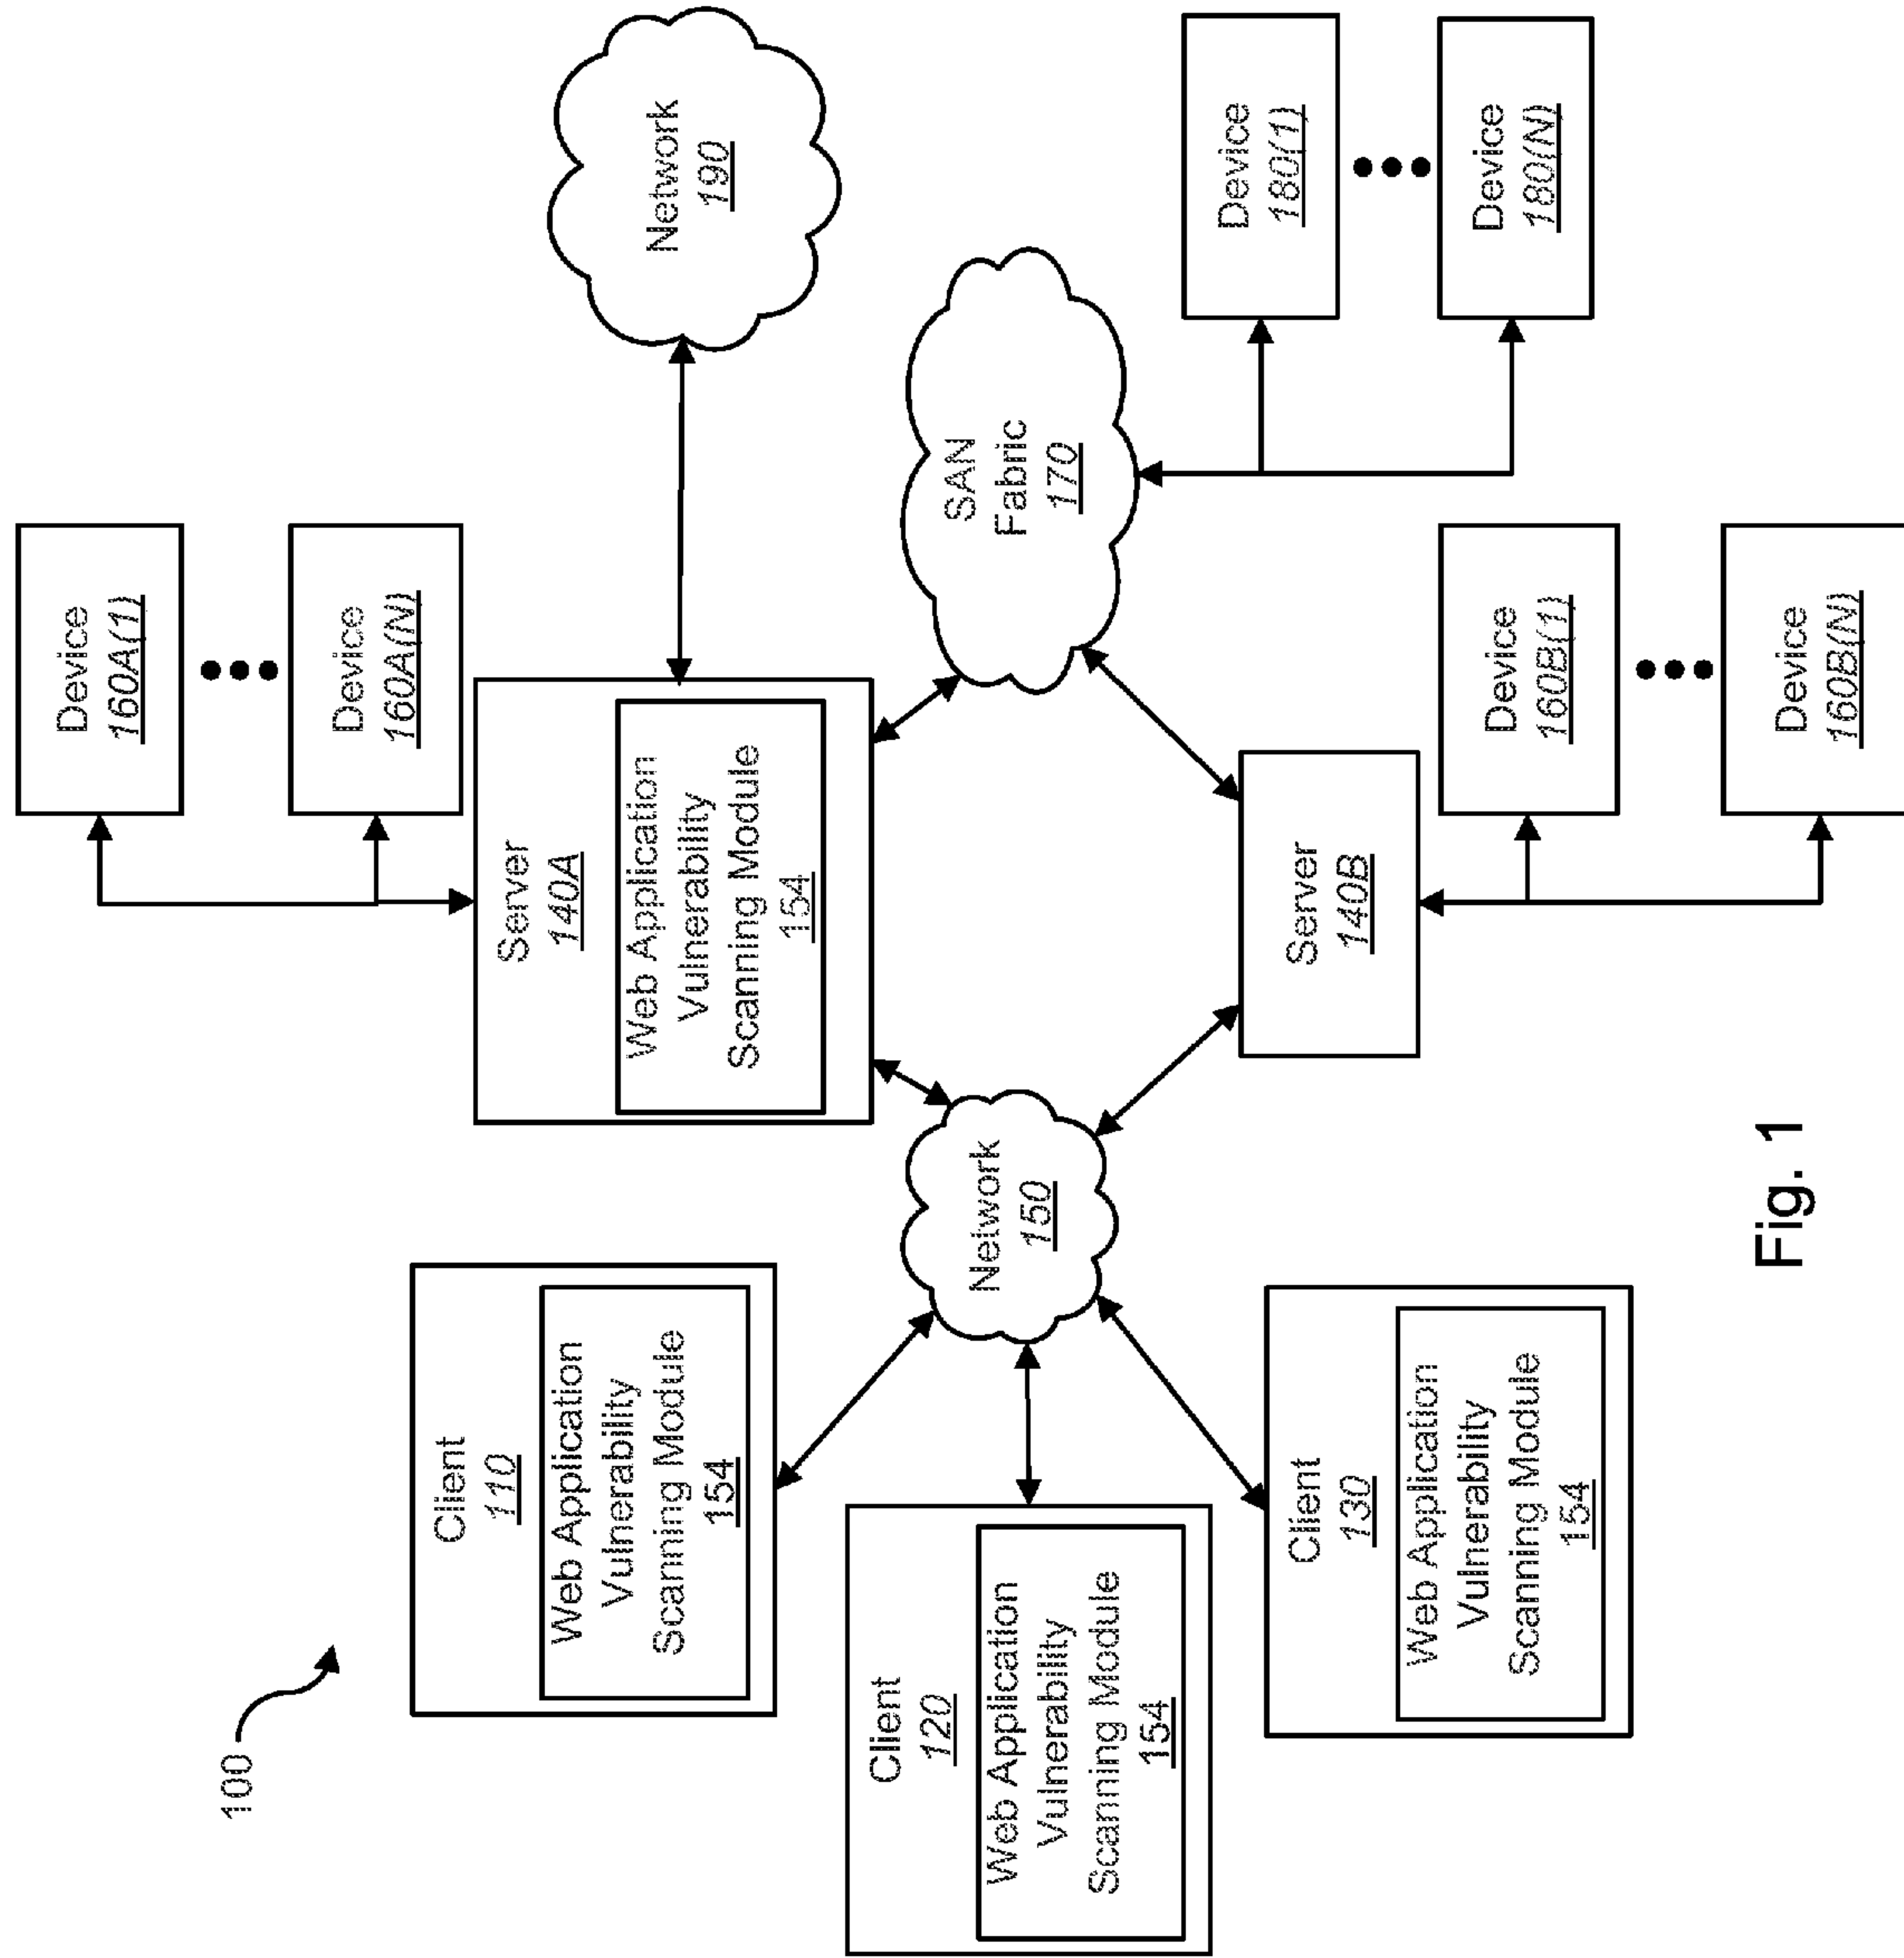 100
Client
110
Web Application
Vulnerability
Scanning Module
154
Client
120
Web Application
Vulnerability
Scanning Module
154
Client
130
Web Application
Vulnerability
Scanning Module
154
Network
150
Server
140A
Web Application
Vulnerability
Scanning Module
154
Server
140B
Device
160A(1)
Device
160A(N)
Device
160B(1)
Device
160B(N)
SAN
Fabric
170
Network
190
Device
180(1)
Device
180(N)
Fig. 1